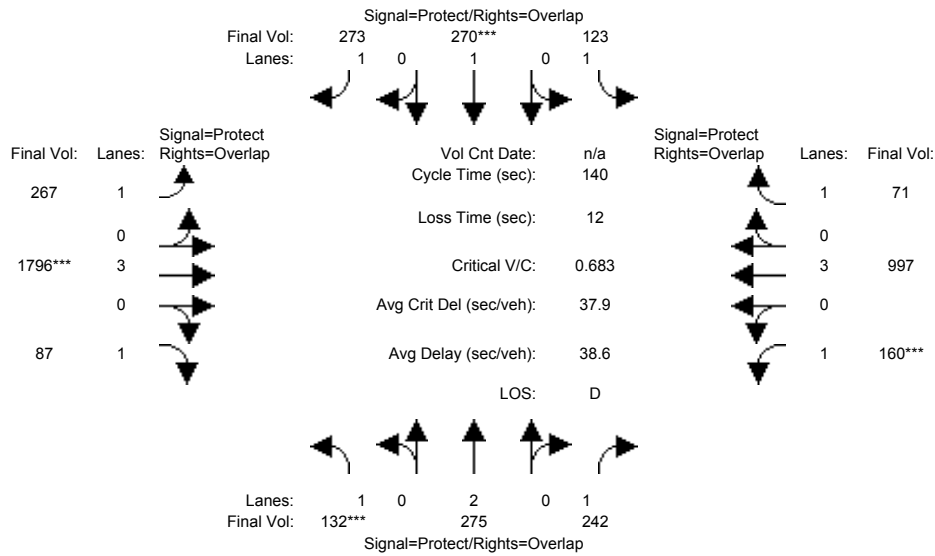 Signal=Protect/Rights=Overlap
Final Vol: 273 270*** 123
Lanes: 1 0 1 0 1
Signal=Protect
Final Vol: Lanes: Rights=Overlap
Vol Cnt Date: n/a
Signal=Protect
Rights=Overlap Lanes: Final Vol:
Cycle Time (sec): 140
267 1
1 71
Loss Time (sec): 12
0
0
1796*** 3
Critical V/C: 0.683
3 997
0
Avg Crit Del (sec/veh): 37.9
0
87 1
Avg Delay (sec/veh): 38.6
1 160***
LOS: D
Lanes: 1 0 2 0 1
Final Vol: 132*** 275 242
Signal=Protect/Rights=Overlap